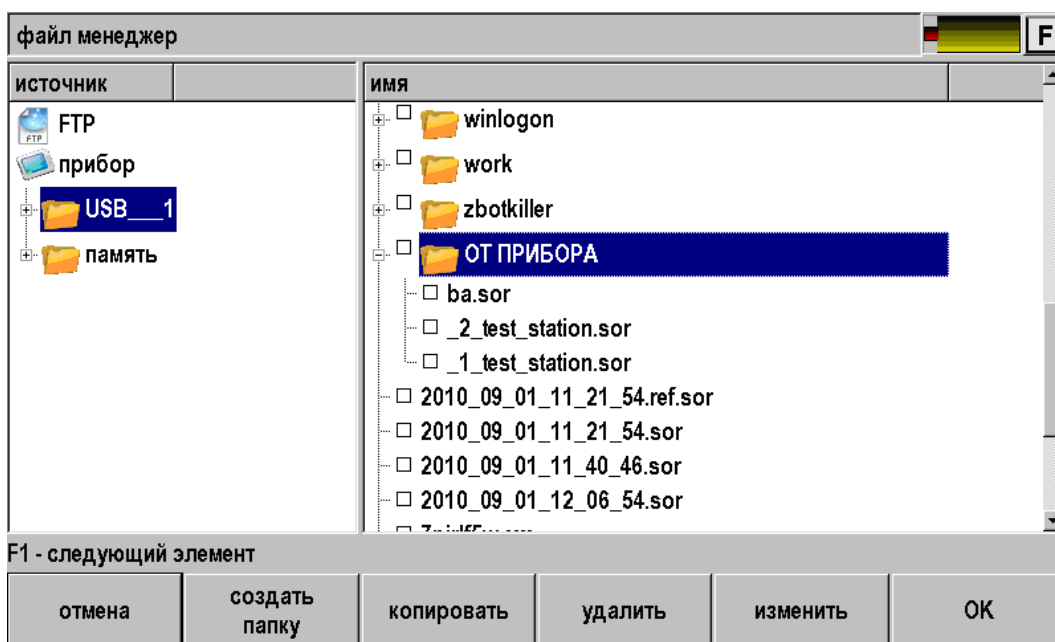 файл менеджер
F
источник
имя
FTP
FTP
прибор
USB___1
память
winlogon
work
zbotkiller
ОТ ПРИБОРА
ba.sor
_2_test_station.sor
_1_test_station.sor
2010_09_01_11_21_54.ref.sor
2010_09_01_11_21_54.sor
2010_09_01_11_40_46.sor
2010_09_01_12_06_54.sor
F1 - следующий элемент
отмена
создать
папку
копировать
удалить
изменить
OK